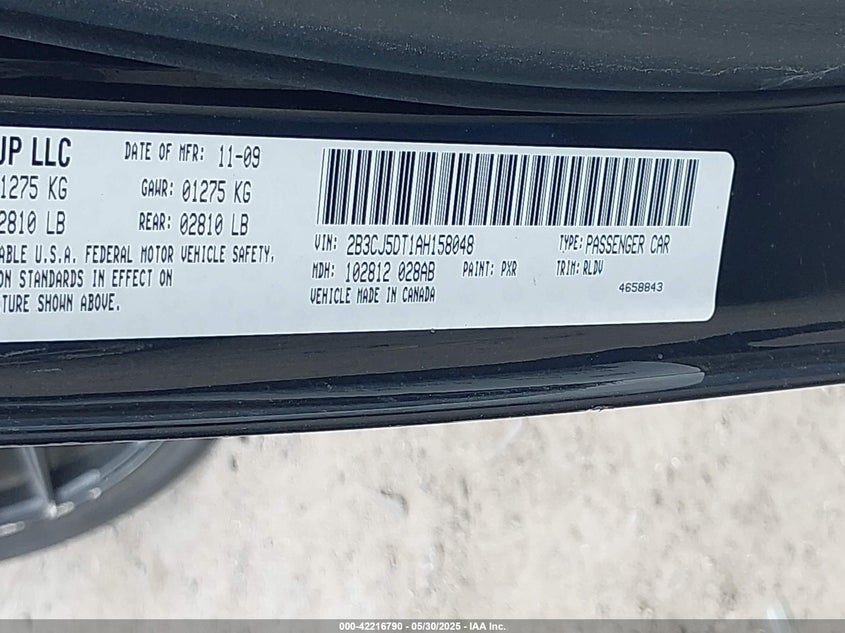 UP LLC DATE OF MFR: 11-09
1275 KG GAWR: 01275 KG
2810 LB REAR: 02810 LB
ABLE U.S.A. FEDERAL MOTOR VEHICLE SAFETY,
ON STANDARDS IN EFFECT
TURE SHOWN ABOVE.
VIN: 2B3CJ5DT1AH158048 TYPE: PASSENGER CAR
MDH: 102812 028AB PAINT: PXR TRIM: RLDV
VEHICLE MADE IN CANADA 4658843
000-42216790 - 05/30/2025 - IAA Inc.